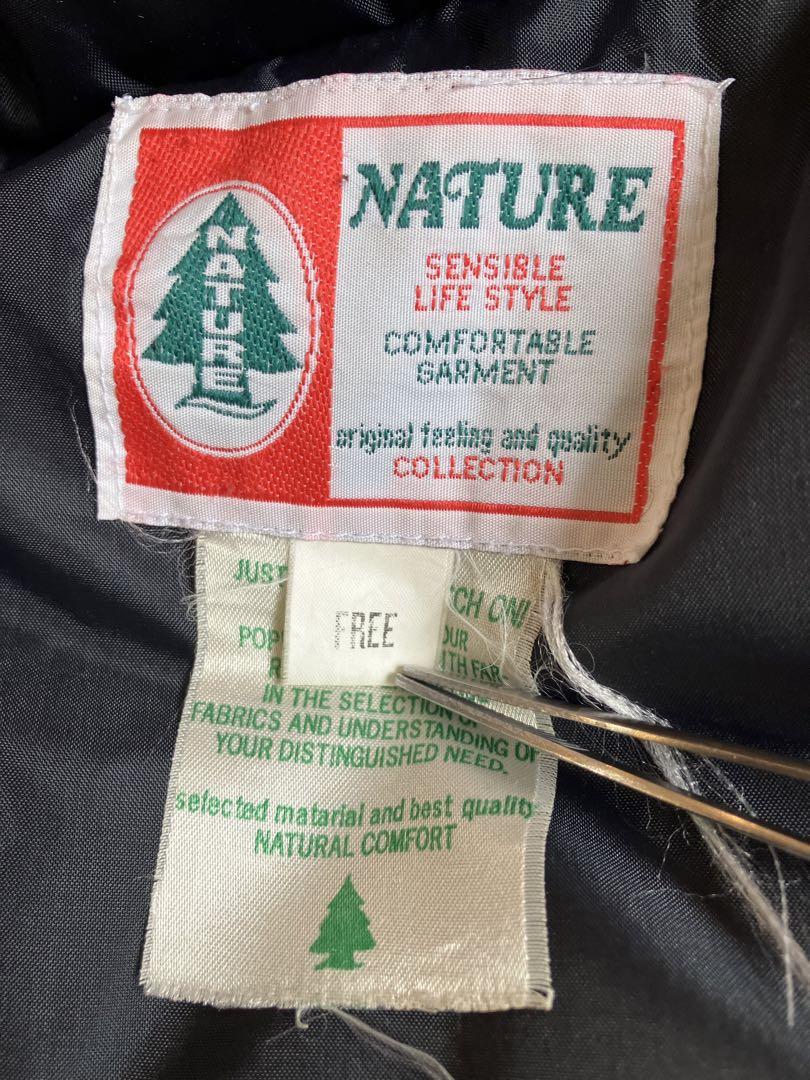 NATURE
NATURE
SENSIBLE
LIFE STYLE
COMFORTABLE
GARMENT
original feeling and quality
COLLECTION
FREE
IN THE SELECTION
FABRICS AND UNDERSTANDING OF
YOUR DISTINGUISHED NEED.
selected matarial and best quality
NATURAL COMFORT